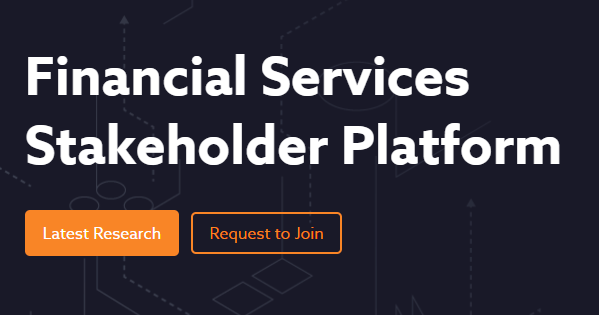 Financial Services
Stakeholder Platform
Latest Research
Request to Join